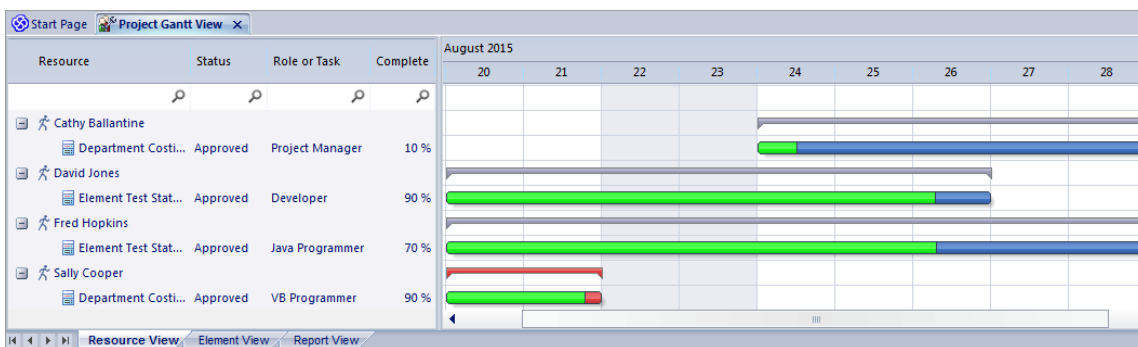 Start Page Project Gantt View X
August 2015
Resource Status Role or Task Complete
20 21 22 23 24 25 26 27 28
Cathy Ballantine
Department Costi... Approved Project Manager 10 %
David Jones
Element Test Stat... Approved Developer 90 %
Fred Hopkins
Element Test Stat... Approved Java Programmer 70 %
Sally Cooper
Department Costi... Approved VB Programmer 90 %
Resource View Element View Report View